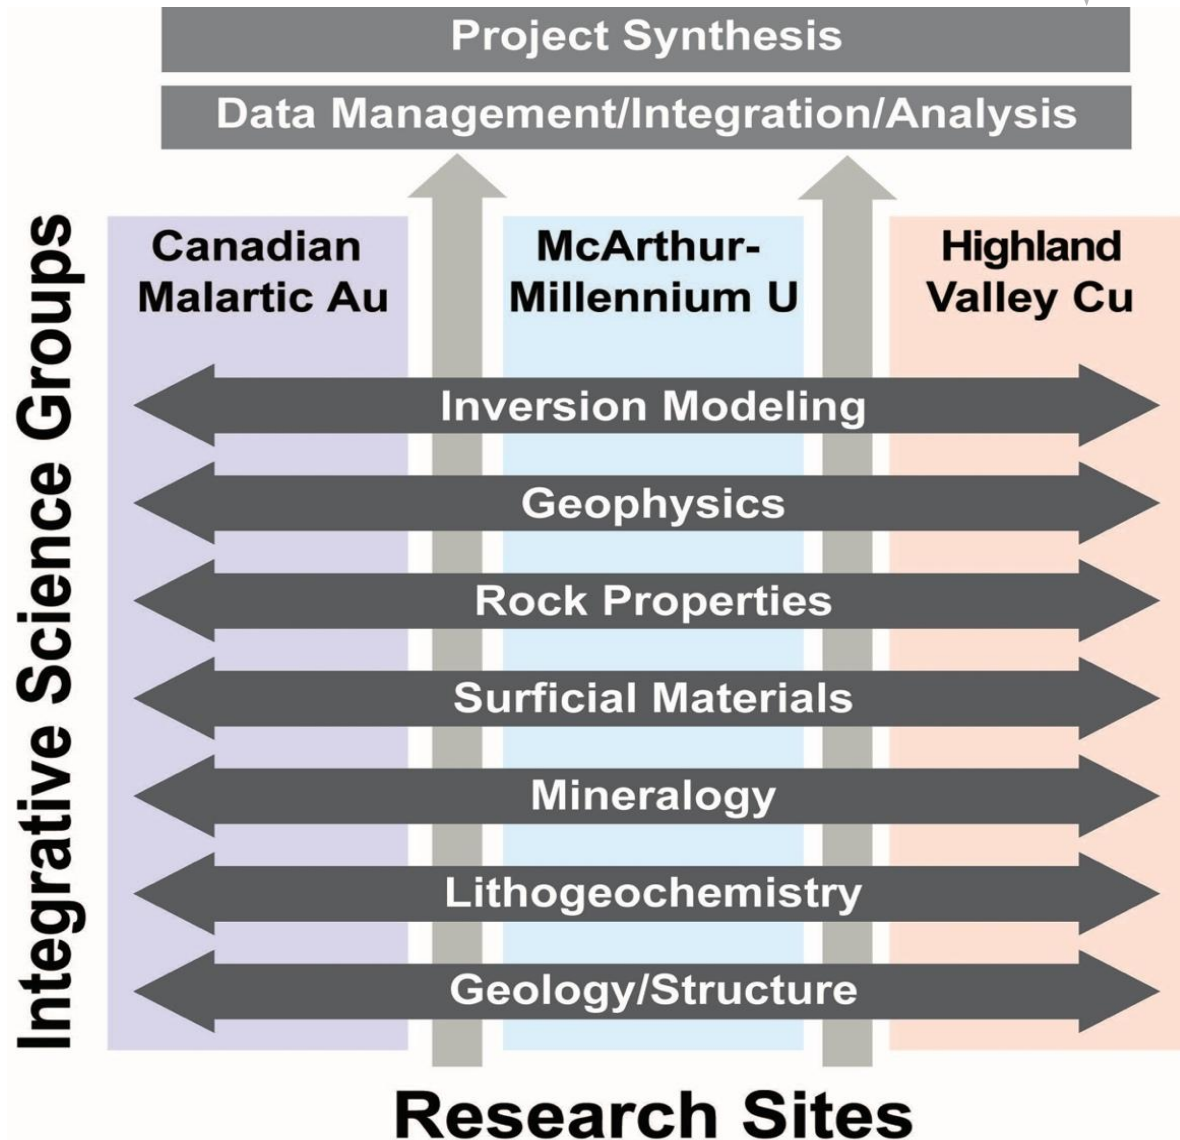 Project Synthesis
Data Management/Integration/Analysis
Integrative Science Groups
Canadian
Malartic Au
McArthur-
Millennium U
Highland
Valley Cu
Inversion Modeling
Geophysics
Rock Properties
Surficial Materials
Mineralogy
Lithogeochemistry
Geology/Structure
Research Sites